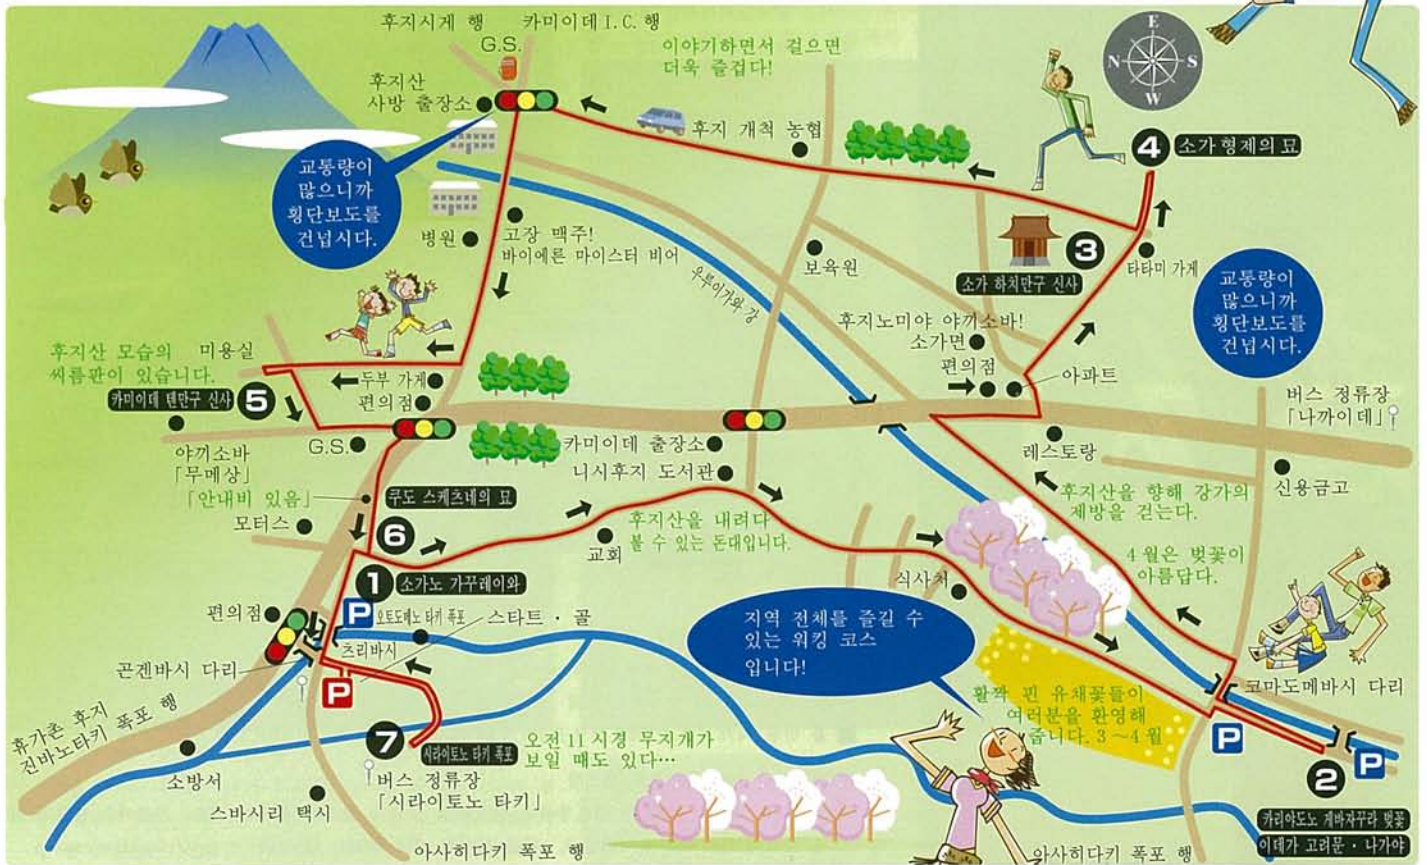 후지시게 행
카미이데 I.C. 행
G.S.
이야기하면서 걸으면
더욱 즐겁다!
E
N
S
W
후지산
사방 출장소
후지 개척 농협
4
소가 형제의 묘
교통량이
많으니까
횡단보도를
건넙시다.
병원
고장 맥주!
바이에른 마이스터 비어
우부이가와 강
보육원
3
소가 하치만구 신사
타타미 가게
교통량이
많으니까
횡단보도를
건넙시다.
후지노미야 야끼소바!
소가면
편의점
아파트
후지산 모습의
씨름판이 있습니다.
미용실
두부 가게
편의점
카미이데 텐만구 신사
5
버스 정류장
「나까이데」
야끼소바
「무메상」
「안내비 있음」
G.S.
카미이데 출장소
니시후지 도서관
레스토랑
신용금고
쿠도 스케츠네의 묘
모터스
6
후지산을 내려다
볼 수 있는 돈대입니다.
교회
후지산을 향해 강가의
제방을 걷는다.
4월은 벚꽃이
아름답다.
식사처
1
소가노 가꾸레이와
편의점
P
오토도메노 타키 폭포
스타트 · 골
츠리바시
곤겐바시 다리
P
지역 전체를 즐길 수
있는 워킹 코스
입니다!
활짝 핀 유채꽃들이
여러분을 환영해
줍니다. 3～4월
코마도메바시 다리
P
P
2
카리야도노 게바자꾸라 벚꽃
이데가 고려문 · 나가야
휴가촌 후지
진바노타키 폭포 행
7
시라이토노 타키 폭포
오전 11시경 무지개가
보일 때도 있다…
버스 정류장
「시라이토노 타키」
소방서
스바시리 택시
아사히다키 폭포 행
아사히다키 폭포 행